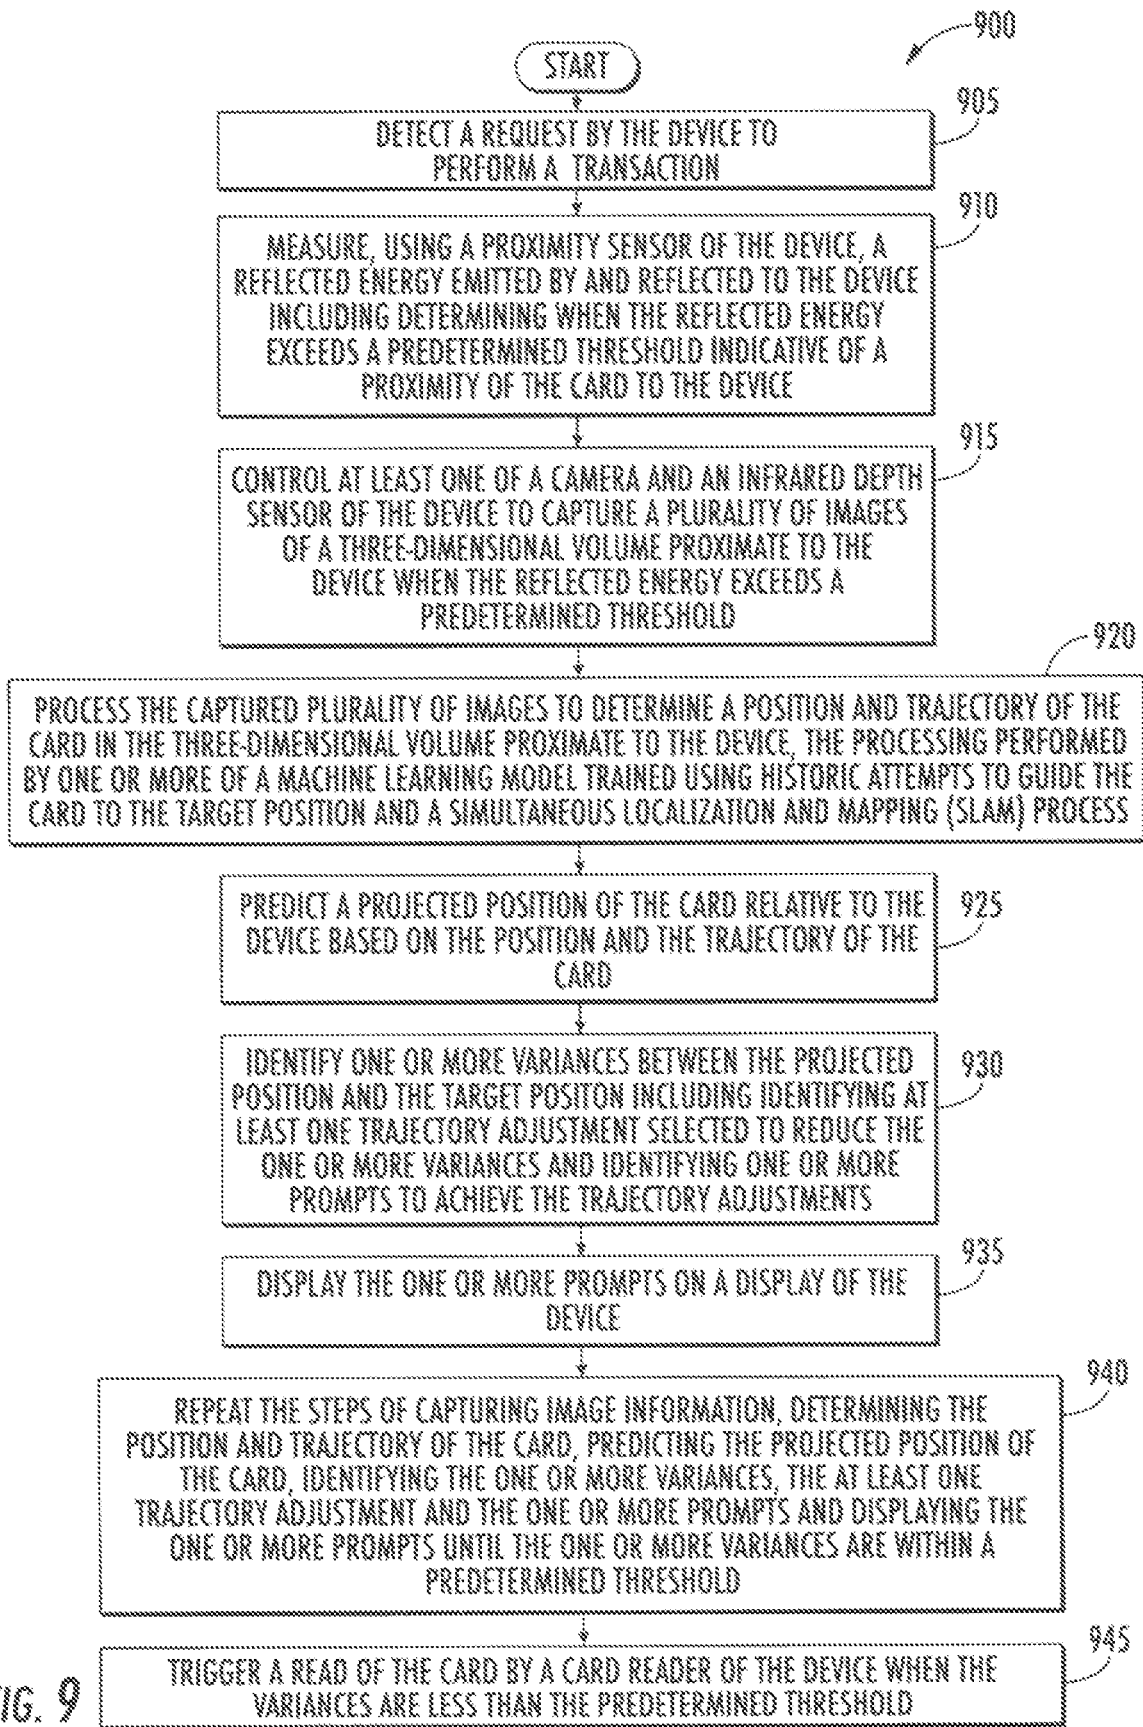 900
START
905
DETECT A REQUEST BY THE DEVICE TO
PERFORM A TRANSACTION
910
MEASURE, USING A PROXIMITY SENSOR OF THE DEVICE, A
REFLECTED ENERGY EMITTED BY AND REFLECTED TO THE DEVICE
INCLUDING DETERMINING WHEN THE REFLECTED ENERGY
EXCEEDS A PREDETERMINED THRESHOLD INDICATIVE OF A
PROXIMITY OF THE CARD TO THE DEVICE
915
CONTROL AT LEAST ONE OF A CAMERA AND AN INFRARED DEPTH
SENSOR OF THE DEVICE TO CAPTURE A PLURALITY OF IMAGES
OF A THREE-DIMENSIONAL VOLUME PROXIMATE TO THE
DEVICE WHEN THE REFLECTED ENERGY EXCEEDS A
PREDETERMINED THRESHOLD
920
PROCESS THE CAPTURED PLURALITY OF IMAGES TO DETERMINE A POSITION AND TRAJECTORY OF THE
CARD IN THE THREE-DIMENSIONAL VOLUME PROXIMATE TO THE DEVICE, THE PROCESSING PERFORMED
BY ONE OR MORE OF A MACHINE LEARNING MODEL TRAINED USING HISTORIC ATTEMPTS TO GUIDE THE
CARD TO THE TARGET POSITION AND A SIMULTANEOUS LOCALIZATION AND MAPPING (SLAM) PROCESS
925
PREDICT A PROJECTED POSITION OF THE CARD RELATIVE TO THE
DEVICE BASED ON THE POSITION AND THE TRAJECTORY OF THE
CARD
930
IDENTIFY ONE OR MORE VARIANCES BETWEEN THE PROJECTED
POSITION AND THE TARGET POSITON INCLUDING IDENTIFYING AT
LEAST ONE TRAJECTORY ADJUSTMENT SELECTED TO REDUCE THE
ONE OR MORE VARIANCES AND IDENTIFYING ONE OR MORE
PROMPTS TO ACHIEVE THE TRAJECTORY ADJUSTMENTS
935
DISPLAY THE ONE OR MORE PROMPTS ON A DISPLAY OF THE
DEVICE
940
REPEAT THE STEPS OF CAPTURING IMAGE INFORMATION, DETERMINING THE
POSITION AND TRAJECTORY OF THE CARD, PREDICTING THE PROJECTED POSITION OF
THE CARD, IDENTIFYING THE ONE OR MORE VARIANCES, THE AT LEAST ONE
TRAJECTORY ADJUSTMENT AND THE ONE OR MORE PROMPTS AND DISPLAYING THE
ONE OR MORE PROMPTS UNTIL THE ONE OR MORE VARIANCES ARE WITHIN A
PREDETERMINED THRESHOLD
945
TRIGGER A READ OF THE CARD BY A CARD READER OF THE DEVICE WHEN THE
VARIANCES ARE LESS THAN THE PREDETERMINED THRESHOLD
IG. 9